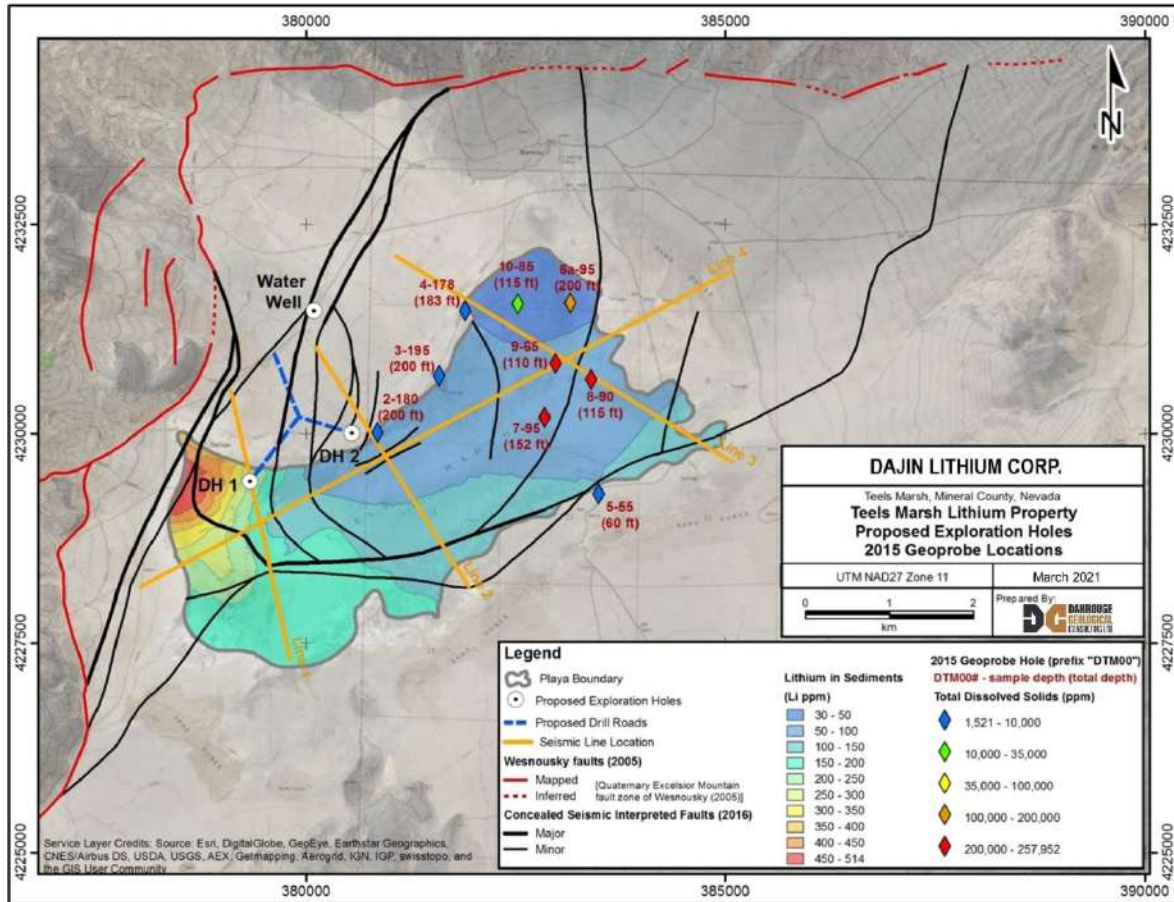 380000
385000
390000
4232500
4230000
4227500
4225000
4232500
4230000
4227500
4225000
380000
385000
390000
N
Water
Well
DH 1
DH 2
4-178
(183 ft)
10-85
(115 ft)
6a-95
(200 ft)
3-195
(200 ft)
9-65
(110 ft)
8-90
(115 ft)
2-180
(200 ft)
7-95
(152 ft)
5-55
(60 ft)
Line 4
Line 3
Line 2
Line 1
DAJIN LITHIUM CORP.
Teels Marsh, Mineral County, Nevada
Teels Marsh Lithium Property
Proposed Exploration Holes
2015 Geoprobe Locations
UTM NAD27 Zone 11
March 2021
0 1 2
km
Prepared By:
DG DAHROUGE
GEOLOGICAL
CONSULTING LTD
Legend
Playa Boundary
Proposed Exploration Holes
Proposed Drill Roads
Seismic Line Location
Wesnousky faults (2005)
Mapped
Inferred
[Quaternary Excelsior Mountain
fault zone of Wesnousky (2005)]
Concealed Seismic Interpreted Faults (2016)
Major
Minor
Lithium in Sediments
(Li ppm)
30 - 50
50 - 100
100 - 150
150 - 200
200 - 250
250 - 300
300 - 350
350 - 400
400 - 450
450 - 514
2015 Geoprobe Hole (prefix "DTM00")
DTM00# - sample depth (total depth)
Total Dissolved Solids (ppm)
1,521 - 10,000
10,000 - 35,000
35,000 - 100,000
100,000 - 200,000
200,000 - 257,952
Service Layer Credits: Source: Esri, DigitalGlobe, GeoEye, Earthstar Geographics,
CNES/Airbus DS, USDA, USGS, AEX, Getmapping, Aerogrid, IGN, IGP, swisstopo, and
the GIS User Community